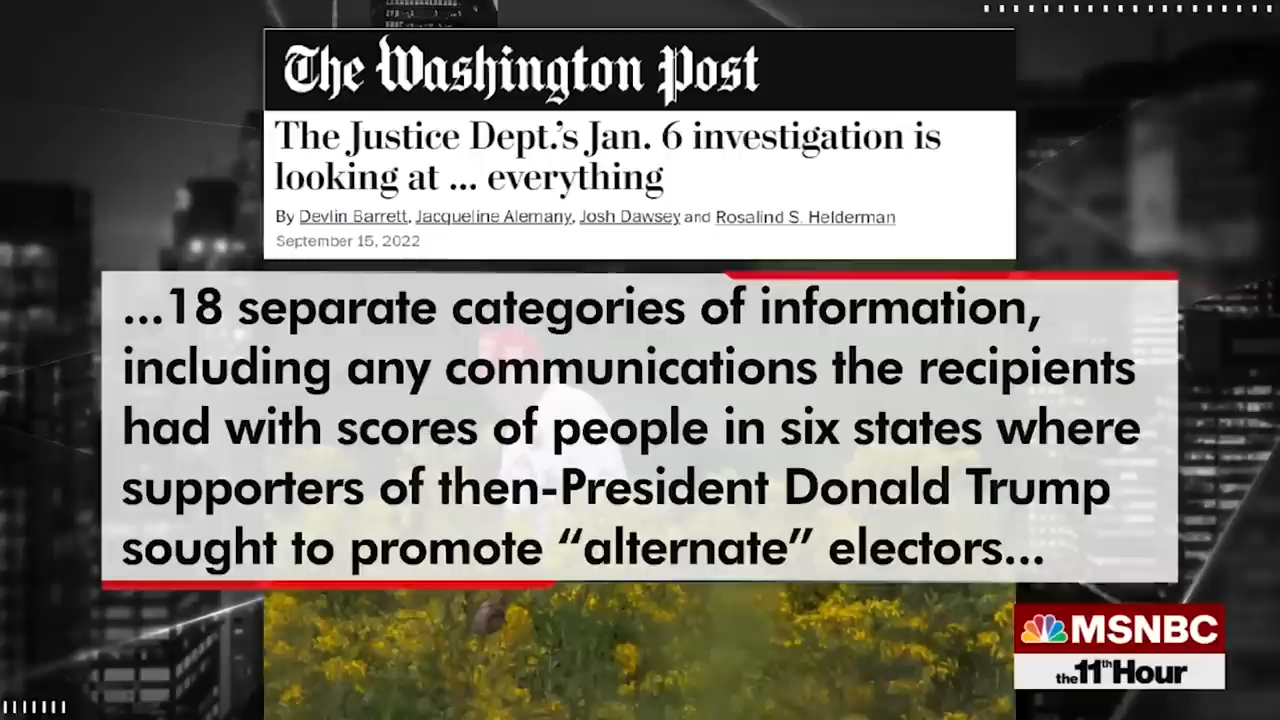 The Washington Post
The Justice Dept.'s Jan. 6 investigation is
looking at ... everything
By Devlin Barrett, Jacqueline Alemany, Josh Dawsey and Rosalind S. Helderman
September 15, 2022
...18 separate categories of information,
including any communications the recipients
had with scores of people in six states where
supporters of then-President Donald Trump
sought to promote “alternate” electors...
MSNBC
the 11th Hour